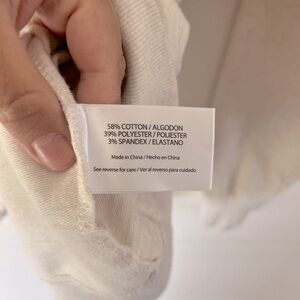 58% COTTON / ALGODON
39% POLYESTER / POLIESTER
3% SPANDEX / ELASTANO
Made in China / Hecho en China
See reverse for care / Ver al reverso para cuidado